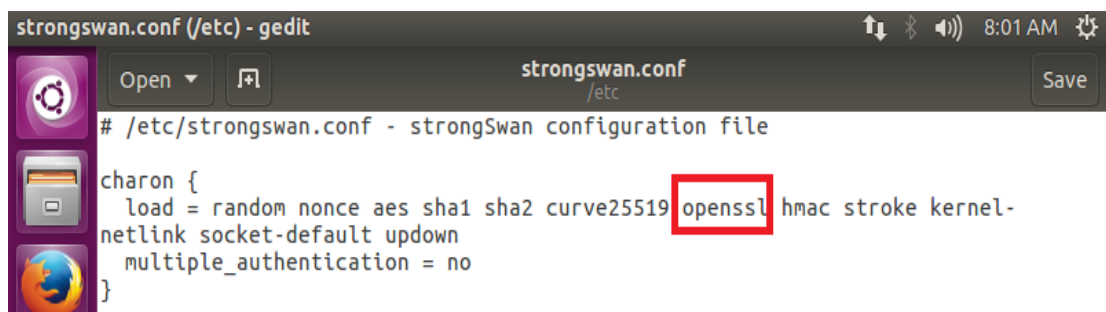 strongswan.conf (/etc) - gedit 8:01 AM
Open strongswan.conf Save
/etc
# /etc/strongswan.conf - strongSwan configuration file
charon {
load = random nonce aes sha1 sha2 curve25519 openssl hmac stroke kernel-
netlink socket-default updown
multiple_authentication = no
}